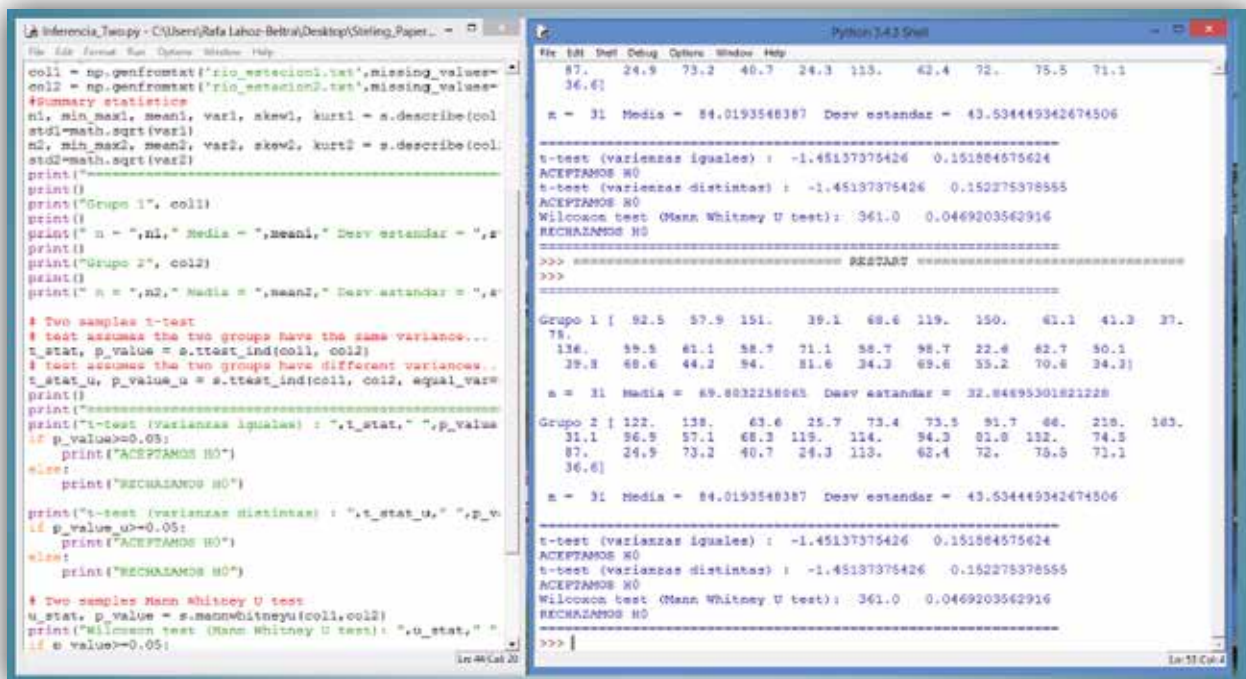 Inferencia_Two.py - C:\Users\Rafa Lahoz-Beltra\Desktop\Stirling_Paper...
File Edit Format Run Options Window Help
col1 = np.genfromtxt('rio_estacion1.txt',missing_values=
col2 = np.genfromtxt('rio_estacion2.txt',missing_values=
#Summary statistics
n1, min_max1, mean1, var1, skew1, kurt1 = s.describe(col
std1=math.sqrt(var1)
n2, min_max2, mean2, var2, skew2, kurt2 = s.describe(col
std2=math.sqrt(var2)
print("==================================================
print()
print("Grupo 1", col1)
print()
print(" n = ",n1," Media = ",mean1," Desv estandar = ",s
print()
print("Grupo 2", col2)
print()
print(" n = ",n2," Media = ",mean2," Desv estandar = ",s
# Two samples t-test
# test assumes the two groups have the same variance...
t_stat, p_value = s.ttest_ind(col1, col2)
# test assumes the two groups have different variances..
t_stat_u, p_value_u = s.ttest_ind(col1, col2, equal_var=
print()
print("==================================================
print("t-test (varianzas iguales) : ",t_stat," ",p_value
if p_value>=0.05:
print("ACEPTAMOS H0")
else:
print("RECHAZAMOS H0")
print("t-test (varianzas distintas) : ",t_stat_u," ",p_v
if p_value_u>=0.05:
print("ACEPTAMOS H0")
else:
print("RECHAZAMOS H0")
# Two samples Mann Whitney U test
u_stat, p_value = s.mannwhitneyu(col1,col2)
print("Wilcoxon test (Mann Whitney U test): ",u_stat," "
if p_value>=0.05:
Ln: 44 Col: 20
Python 3.4.3 Shell
File Edit Shell Debug Options Window Help
87. 24.9 73.2 40.7 24.3 113. 62.4 72. 75.5 71.1
36.6]
n = 31 Media = 84.0193548387 Desv estandar = 43.534449342674506
==========================================================
t-test (varianzas iguales) : -1.45137375426 0.151884575624
ACEPTAMOS H0
t-test (varianzas distintas) : -1.45137375426 0.152275378555
ACEPTAMOS H0
Wilcoxon test (Mann Whitney U test): 361.0 0.0469203562916
RECHAZAMOS H0
==========================================================
>>> ================================ RESTART ================================
>>>
==========================================================
Grupo 1 [ 92.5 57.9 151. 39.1 68.6 119. 150. 61.1 41.3 37.
136. 59.5 61.1 58.7 71.1 58.7 98.7 22.6 62.7 50.1
39.8 68.6 44.2 94. 81.6 34.3 69.6 55.2 70.6 34.3]
n = 31 Media = 69.8032258065 Desv estandar = 32.84695301821228
Grupo 2 [ 122. 138. 63.6 25.7 73.4 73.5 91.7 66. 218. 163.
31.1 96.9 57.1 68.3 119. 114. 94.3 81.8 152. 74.5
87. 24.9 73.2 40.7 24.3 113. 62.4 72. 75.5 71.1
36.6]
n = 31 Media = 84.0193548387 Desv estandar = 43.534449342674506
==========================================================
t-test (varianzas iguales) : -1.45137375426 0.151884575624
ACEPTAMOS H0
t-test (varianzas distintas) : -1.45137375426 0.152275378555
ACEPTAMOS H0
Wilcoxon test (Mann Whitney U test): 361.0 0.0469203562916
RECHAZAMOS H0
==========================================================
>>>
Ln: 53 Col: 4